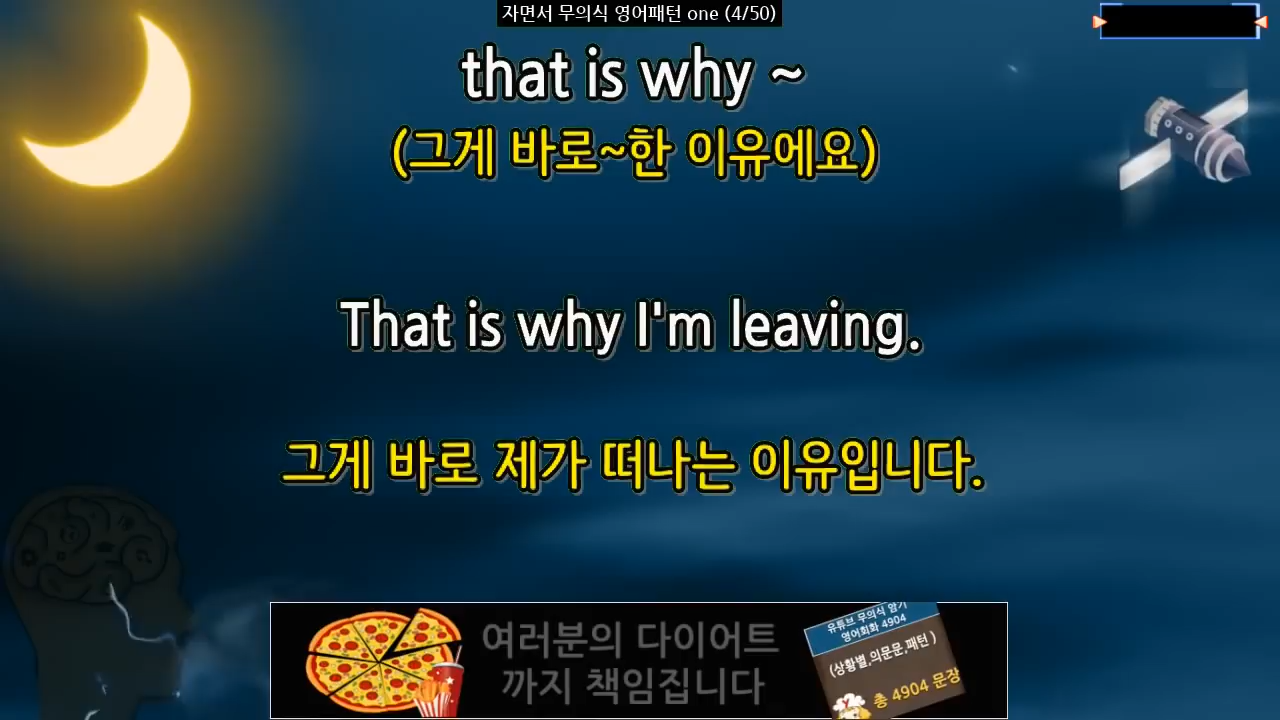 자면서 무의식 영어패턴 one (4/50)
that is why ~
(그게 바로~한 이유에요)
That is why I'm leaving.
그게 바로 제가 떠나는 이유입니다.
여러분의 다이어트
까지 책임집니다
유튜브 무의식 암기
영어회화 4904
(상황별,의문문,패턴 )
총 4904 문장